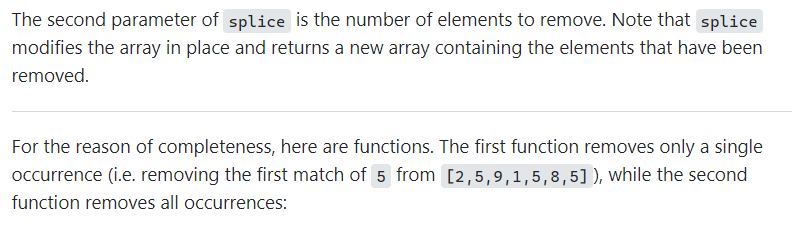 The second parameter of splice is the number of elements to remove. Note that splice
modifies the array in place and returns a new array containing the elements that have been
removed.
For the reason of completeness, here are functions. The first function removes only a single
occurrence (i.e. removing the first match of 5 from [2,5,9,1,5,8,5]), while the second
function removes all occurrences: